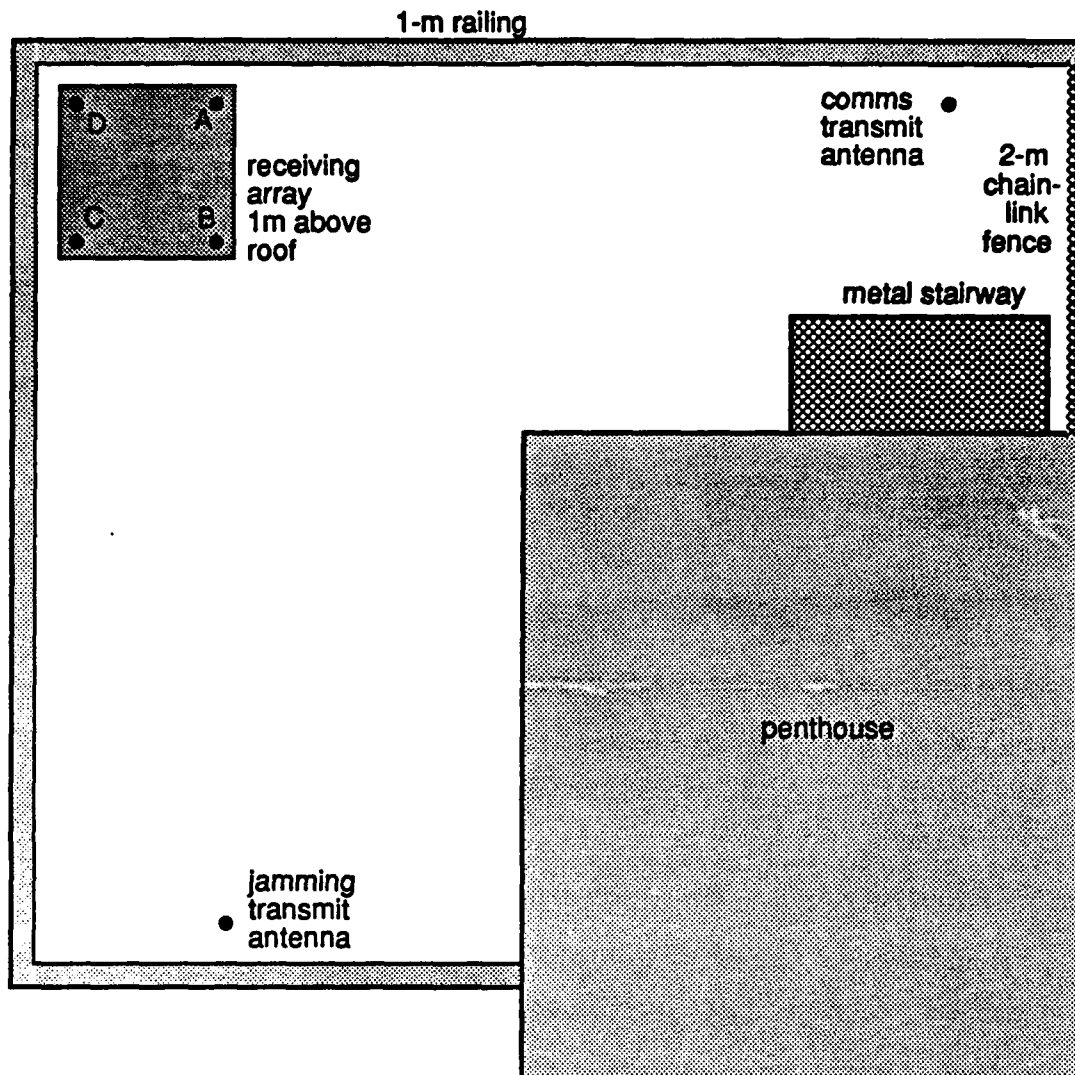 1-m railing
D A
C B
receiving
array
1m above
roof
comms
transmit
antenna
2-m
chain-
link
fence
metal stairway
penthouse
jamming
transmit
antenna